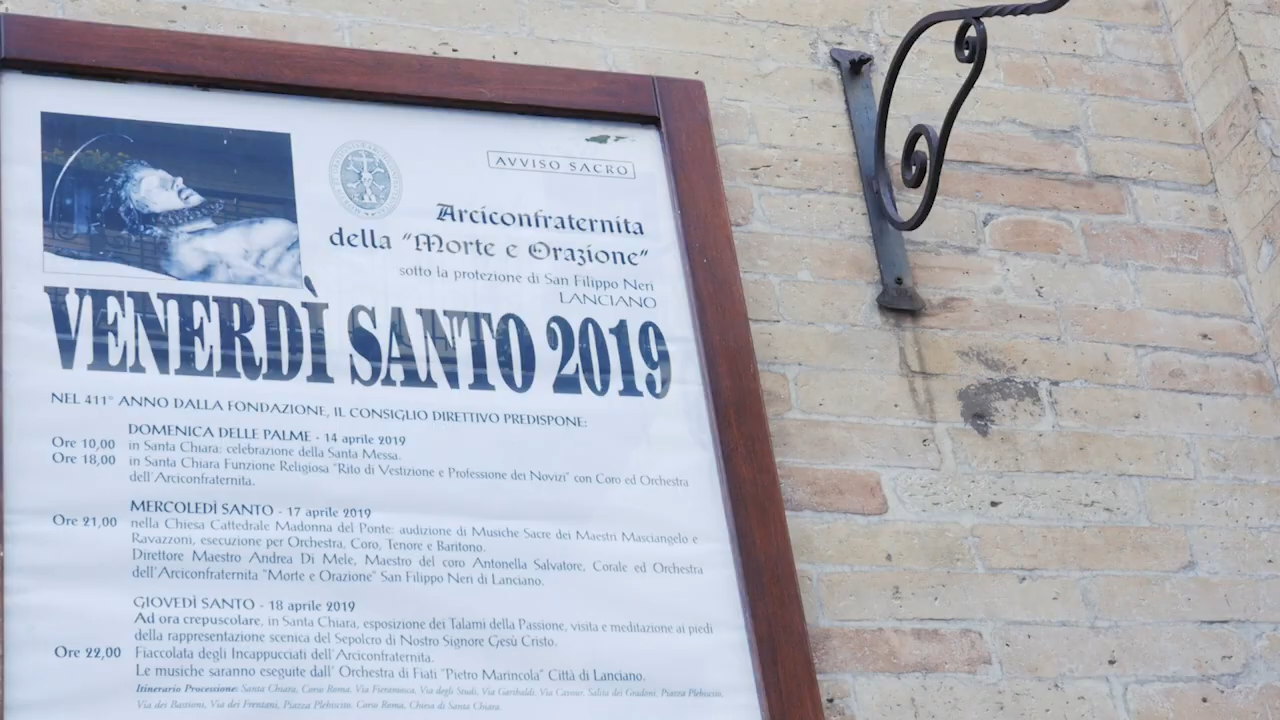 AVVISO SACRO
Arciconfraternita
della "Morte e Orazione"
sotto la protezione di San Filippo Neri
LANCIANO
VENERDÌ SANTO 2019
NEL 411° ANNO DALLA FONDAZIONE, IL CONSIGLIO DIRETTIVO PREDISPONE:
DOMENICA DELLE PALME - 14 aprile 2019
Ore 10,00 in Santa Chiara: celebrazione della Santa Messa.
Ore 18,00 in Santa Chiara Funzione Religiosa "Rito di Vestizione e Professione dei Novizi" con Coro ed Orchestra
dell'Arciconfraternita.
MERCOLEDÌ SANTO - 17 aprile 2019
Ore 21,00 nella Chiesa Cattedrale Madonna del Ponte: audizione di Musiche Sacre dei Maestri Masciangelo e
Ravazzoni, esecuzione per Orchestra, Coro, Tenore e Baritono.
Direttore Maestro Andrea Di Mele, Maestro del coro Antonella Salvatore, Corale ed Orchestra
dell'Arciconfraternita "Morte e Orazione" San Filippo Neri di Lanciano.
GIOVEDÌ SANTO - 18 aprile 2019
Ad ora crepuscolare, in Santa Chiara, esposizione dei Talami della Passione, visita e meditazione ai piedi
della rappresentazione scenica del Sepolcro di Nostro Signore Gesù Cristo.
Ore 22,00 Fiaccolata degli Incappucciati dell'Arciconfraternita.
Le musiche saranno eseguite dall' Orchestra di Fiati "Pietro Marincola" Città di Lanciano.
Itinerario Processione: Santa Chiara, Corso Roma, Via Fieramosca, Via degli Studi, Via Garibaldi, Via Cavour, Salita dei Gradoni, Piazza Plebiscito,
Via dei Bastioni, Via dei Frentani, Piazza Plebiscito, Corso Roma, Chiesa di Santa Chiara.